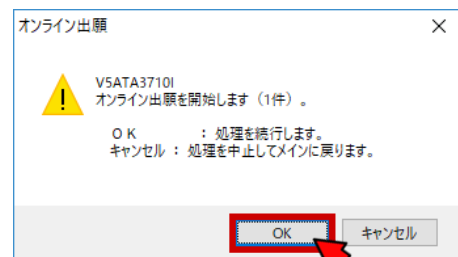 オンライン出願
V5ATA3710I
オンライン出願を開始します（1件）。
ＯＫ　　　： 処理を続行します。
キャンセル ： 処理を中止してメインに戻ります。
OK
キャンセル